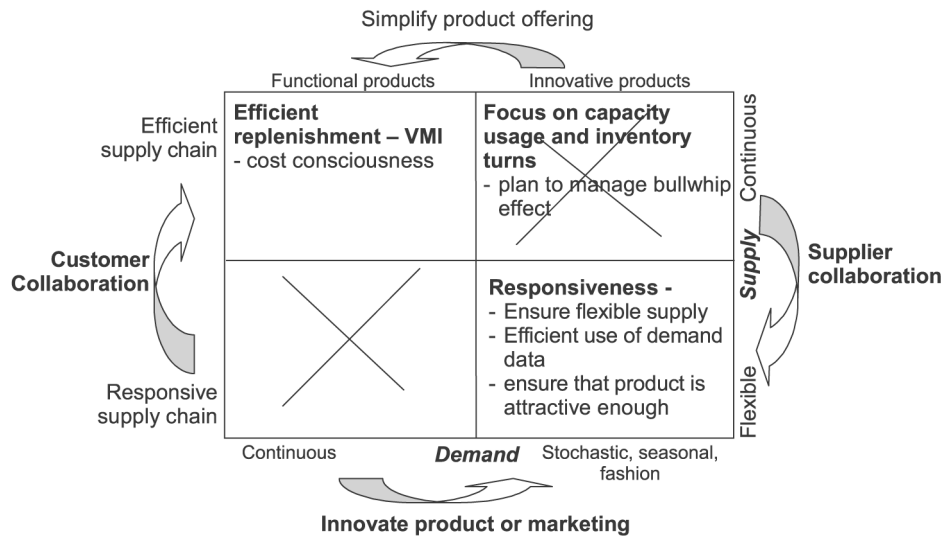 Simplify product offering
Functional products
Innovative products
Efficient
supply chain
Efficient
replenishment – VMI
- cost consciousness
Focus on capacity
usage and inventory
turns
- plan to manage bullwhip
effect
Continuous
Customer
Collaboration
Supply
Supplier
collaboration
Responsiveness -
- Ensure flexible supply
- Efficient use of demand
data
- ensure that product is
attractive enough
Responsive
supply chain
Flexible
Continuous
Demand
Stochastic, seasonal,
fashion
Innovate product or marketing